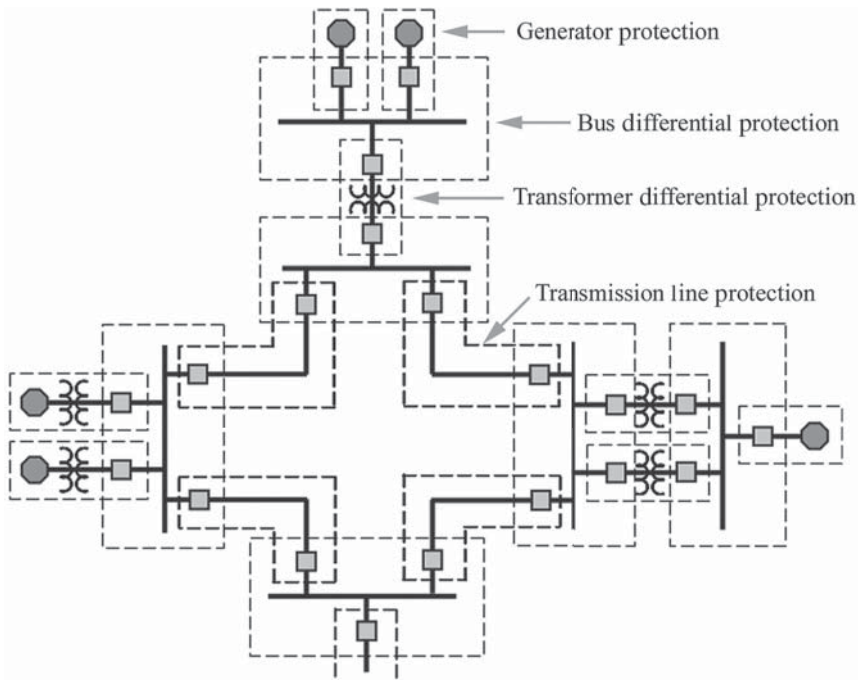 Generator protection
Bus differential protection
Transformer differential protection
Transmission line protection